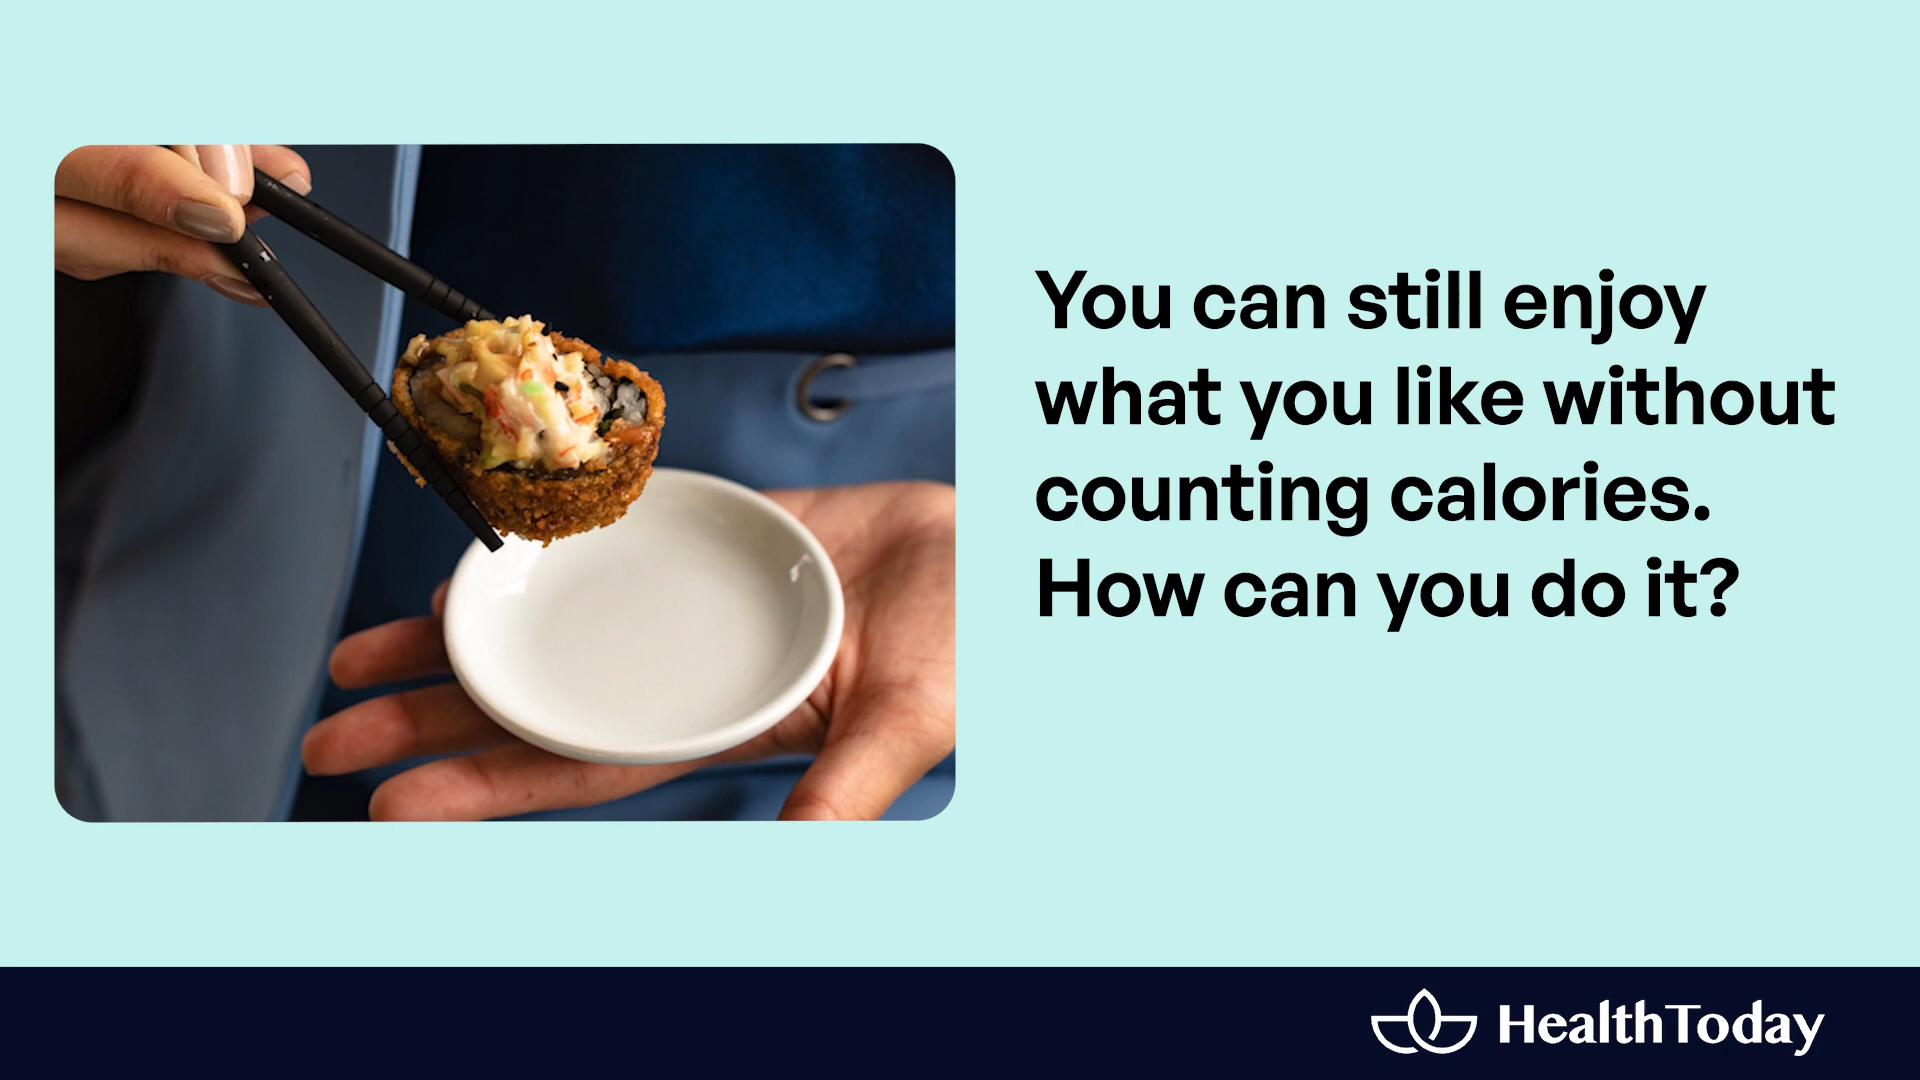 You can still enjoy
what you like without
counting calories.
How can you do it?
HealthToday